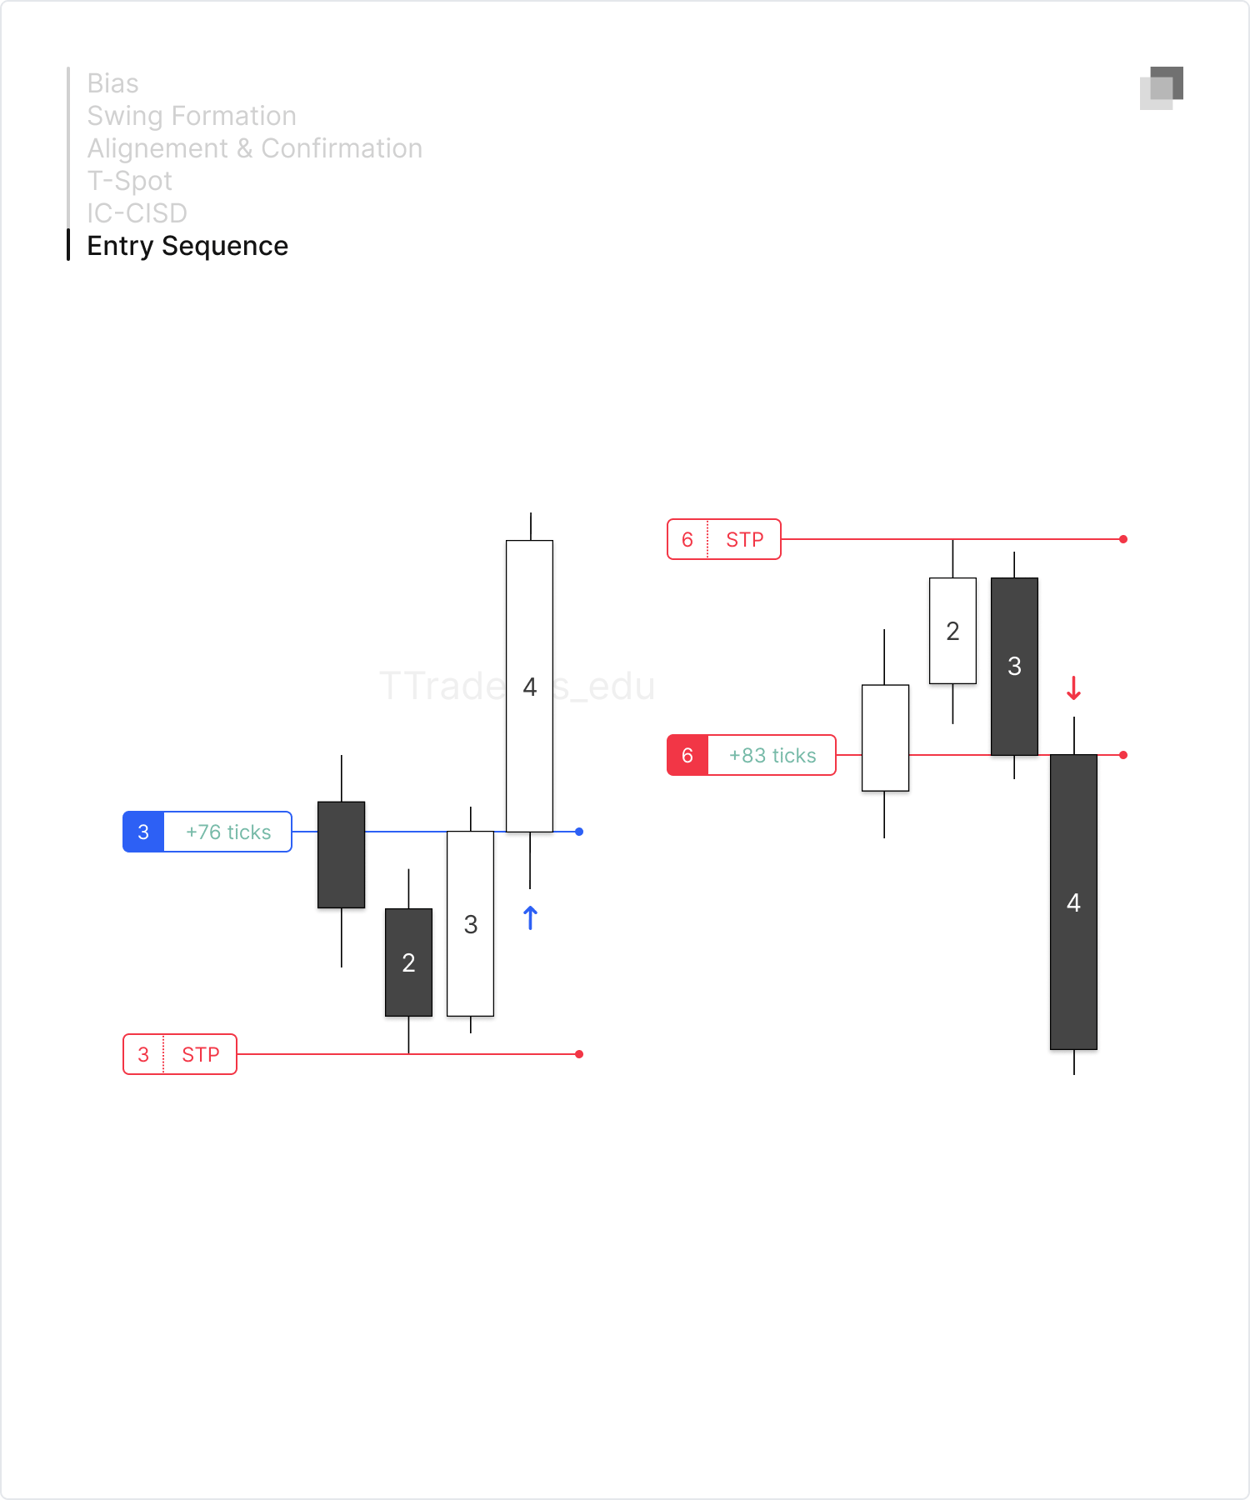 Bias
Swing Formation
Alignement & Confirmation
T-Spot
IC-CISD
Entry Sequence
6 STP
2
3
TTrade s_edu
4
6 +83 ticks
3 +76 ticks
4
3
2
3 STP